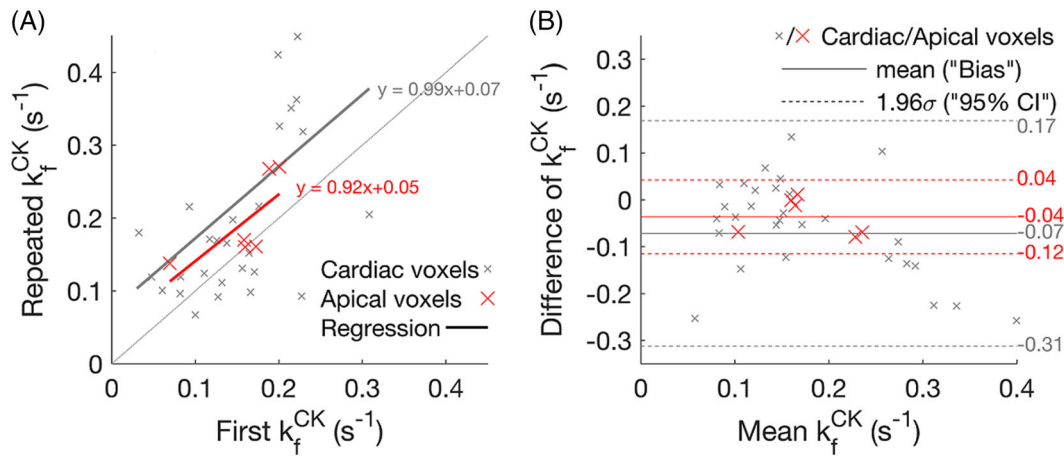 (A)
Repeated k_f^CK (s⁻¹)
0.4
0.3
0.2
0.1
0
y = 0.99x+0.07
y = 0.92x+0.05
Cardiac voxels ×
Apical voxels ×
Regression
0 0.1 0.2 0.3 0.4
First k_f^CK (s⁻¹)
(B)
Difference of k_f^CK (s⁻¹)
0.3
0.2
0.1
0
-0.1
-0.2
-0.3
×/× Cardiac/Apical voxels
mean ("Bias")
1.96σ ("95% CI")
0.17
0.04
-0.04
-0.07
-0.12
-0.31
0 0.1 0.2 0.3 0.4
Mean k_f^CK (s⁻¹)